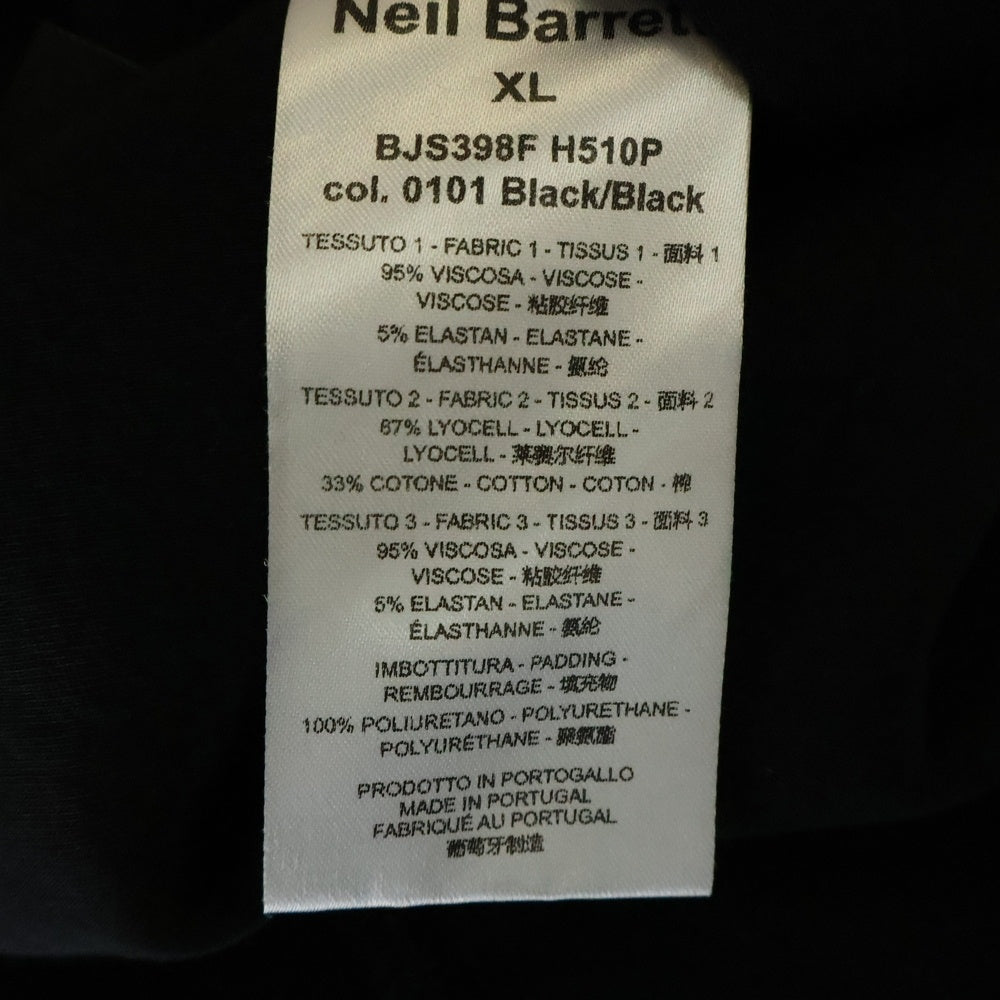 Neil Barrett
XL
BJS398F H510P
col. 0101 Black/Black
TESSUTO 1 - FABRIC 1 - TISSUS 1 - 面料 1
95% VISCOSA - VISCOSE -
VISCOSE - 粘胶纤维
5% ELASTAN - ELASTANE -
ÉLASTHANNE - 氨纶
TESSUTO 2 - FABRIC 2 - TISSUS 2 - 面料 2
67% LYOCELL - LYOCELL -
LYOCELL - 莱赛尔纤维
33% COTONE - COTTON - COTON - 棉
TESSUTO 3 - FABRIC 3 - TISSUS 3 - 面料 3
95% VISCOSA - VISCOSE -
VISCOSE - 粘胶纤维
5% ELASTAN - ELASTANE -
ÉLASTHANNE - 氨纶
IMBOTTITURA - PADDING -
REMBOURRAGE - 填充物
100% POLIURETANO - POLYURETHANE -
POLYURÉTHANE - 聚氨酯
PRODOTTO IN PORTOGALLO
MADE IN PORTUGAL
FABRIQUÉ AU PORTUGAL
葡萄牙制造